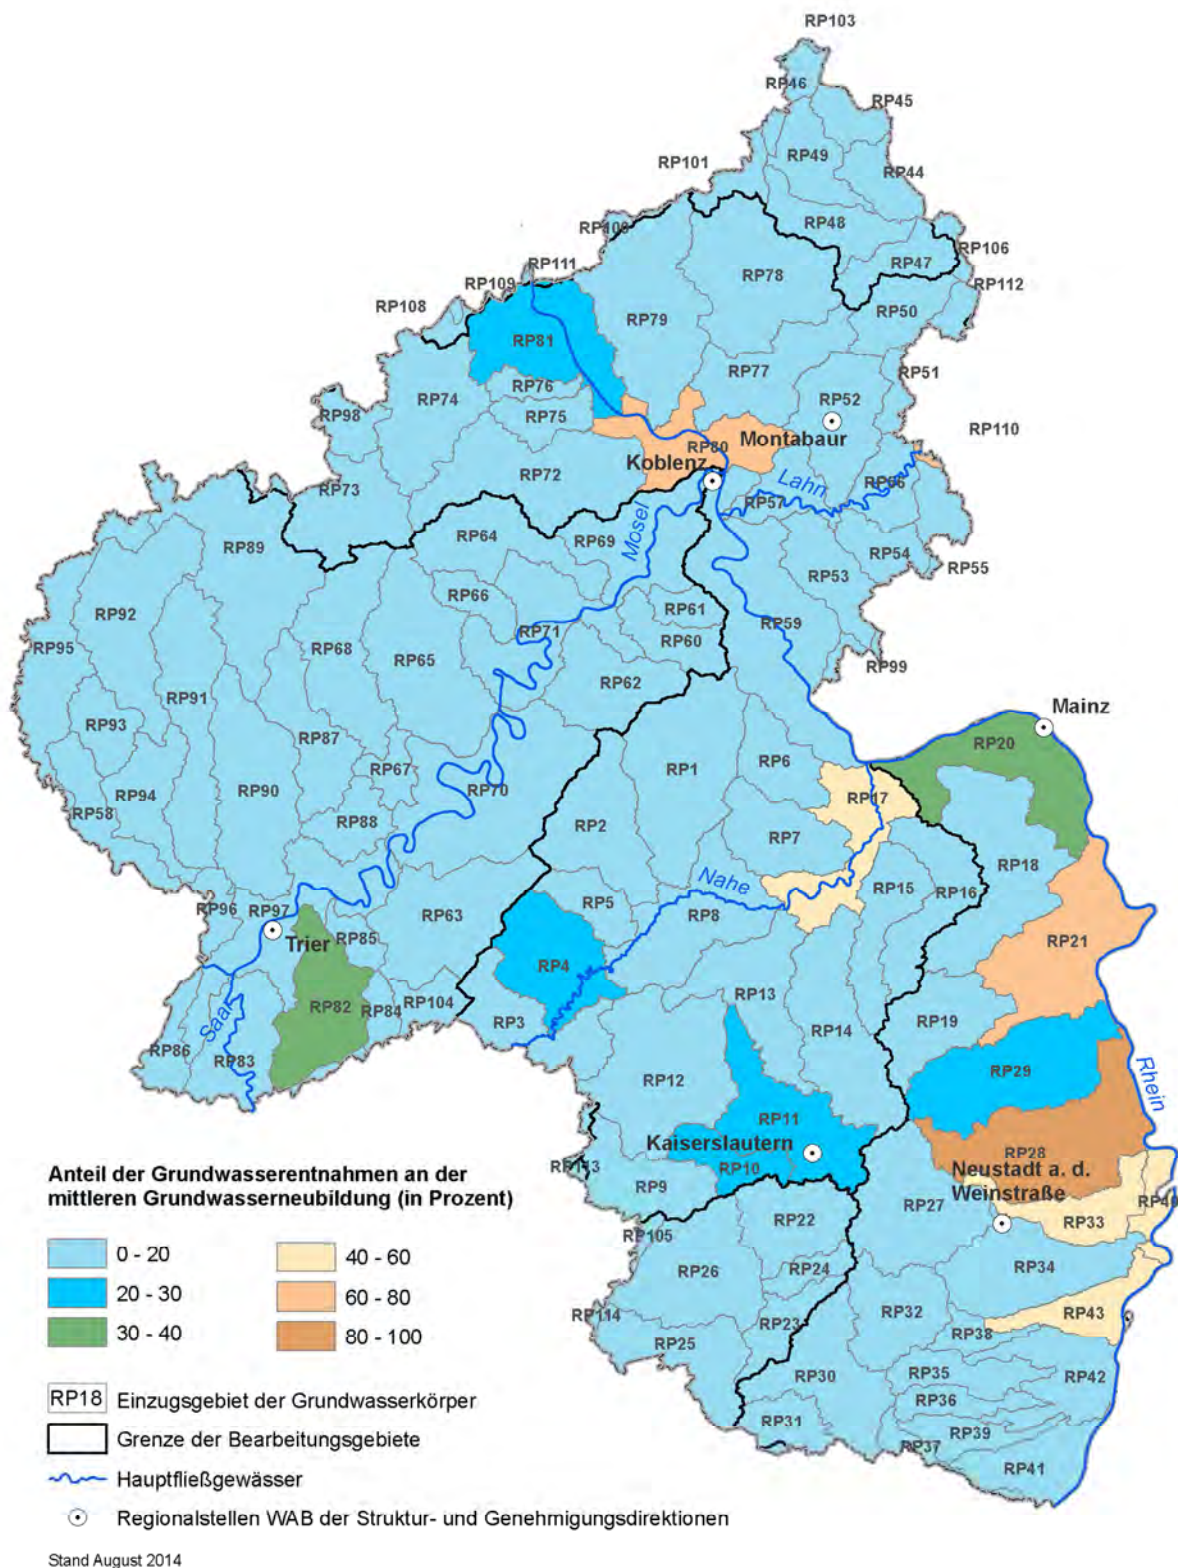 RP103
RP46
RP45
RP49
RP101
RP44
RP48
RP106
RP47
RP111
RP78
RP109
RP112
RP108
RP50
RP79
RP81
RP51
RP77
RP76
RP74
RP52
RP75
RP98
RP110
Montabaur
RP80
Koblenz
RP72
Lahn
RP73
RP57
Mosel
RP64
RP69
RP89
RP54
RP55
RP53
RP66
RP61
RP92
RP59
RP71
RP60
RP68
RP95
RP65
RP99
RP62
RP91
Mainz
RP93
RP87
RP20
RP6
RP1
RP67
RP70
RP90
RP94
RP17
RP58
RP88
RP2
RP7
RP18
Nahe
RP15
RP16
RP5
RP96
RP97
RP63
RP8
Trier
RP85
RP21
RP4
RP13
RP82
RP84
RP104
RP3
Saar
RP19
RP14
RP86
RP83
RP29
RP12
Rhein
RP11
Kaiserslautern
RP28
RP113
RP10
Neustadt a. d.
Weinstraße
RP9
RP40
RP27
RP22
RP33
RP105
RP34
RP26
RP24
RP32
RP43
RP114
RP23
RP38
RP25
RP30
RP35
RP42
RP36
RP31
RP39
RP37
RP41
Anteil der Grundwasserentnahmen an der
mittleren Grundwasserneubildung (in Prozent)
0 - 20
40 - 60
20 - 30
60 - 80
30 - 40
80 - 100
RP18 Einzugsgebiet der Grundwasserkörper
Grenze der Bearbeitungsgebiete
Hauptfließgewässer
Regionalstellen WAB der Struktur- und Genehmigungsdirektionen
Stand August 2014